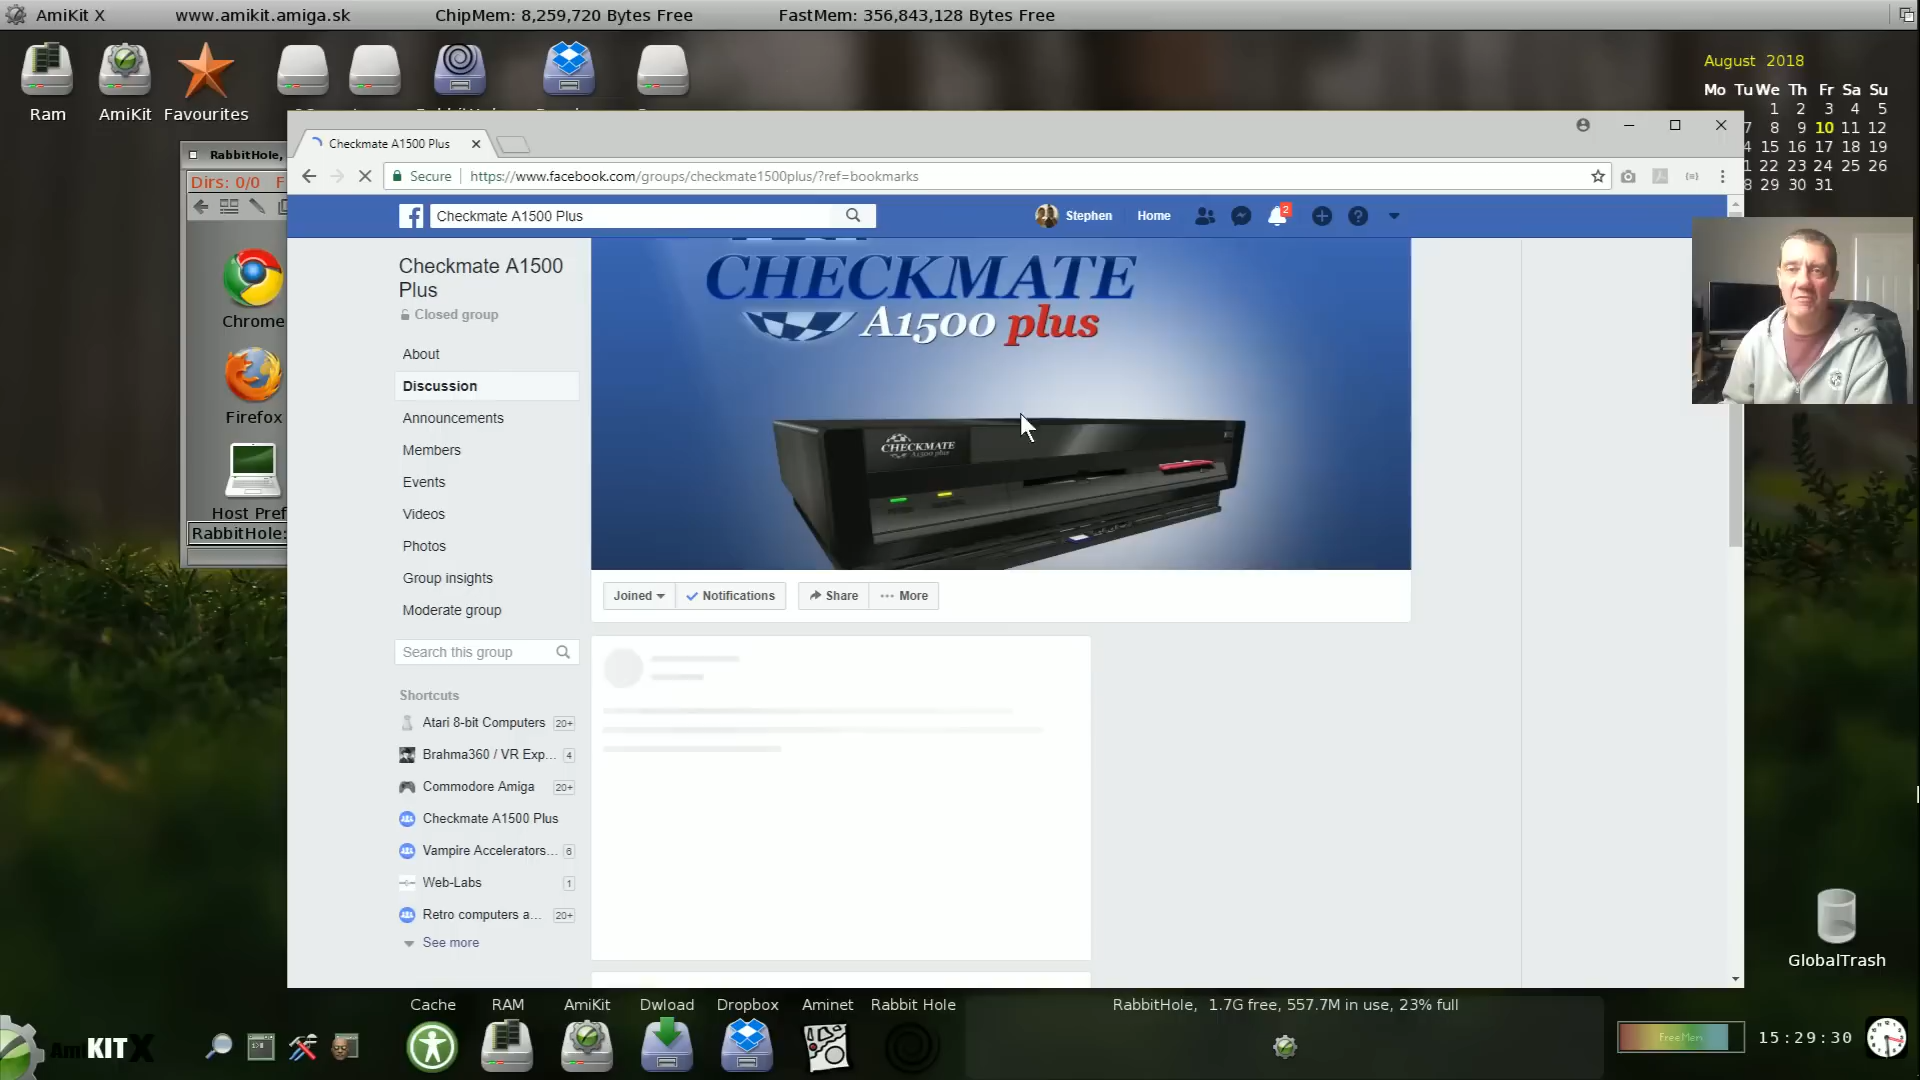 AmiKit X
www.amikit.amiga.sk
ChipMem: 8,259,720 Bytes Free
FastMem: 356,843,128 Bytes Free
Ram
AmiKit
Favourites
August 2018
Mo Tu We Th Fr Sa Su
1 2 3 4 5
7 8 9 10 11 12
4 15 16 17 18 19
1 22 23 24 25 26
8 29 30 31
RabbitHole,
Dirs: 0/0 F
Chrome
Firefox
Host Pref
RabbitHole:
Checkmate A1500 Plus
Secure
https://www.facebook.com/groups/checkmate1500plus/?ref=bookmarks
Checkmate A1500 Plus
Stephen
Home
2
Checkmate A1500
Plus
Closed group
About
Discussion
Announcements
Members
Events
Videos
Photos
Group insights
Moderate group
Search this group
Shortcuts
Atari 8-bit Computers 20+
Brahma360 / VR Exp... 4
Commodore Amiga 20+
Checkmate A1500 Plus
Vampire Accelerators... 6
Web-Labs 1
Retro computers a... 20+
See more
CHECKMATE
A1500 plus
CHECKMATE
A1500 plus
Joined
Notifications
Share
More
GlobalTrash
Cache
RAM
AmiKit
Dwload
Dropbox
Aminet
Rabbit Hole
RabbitHole, 1.7G free, 557.7M in use, 23% full
AmiKITX
FreeMem
15:29:30